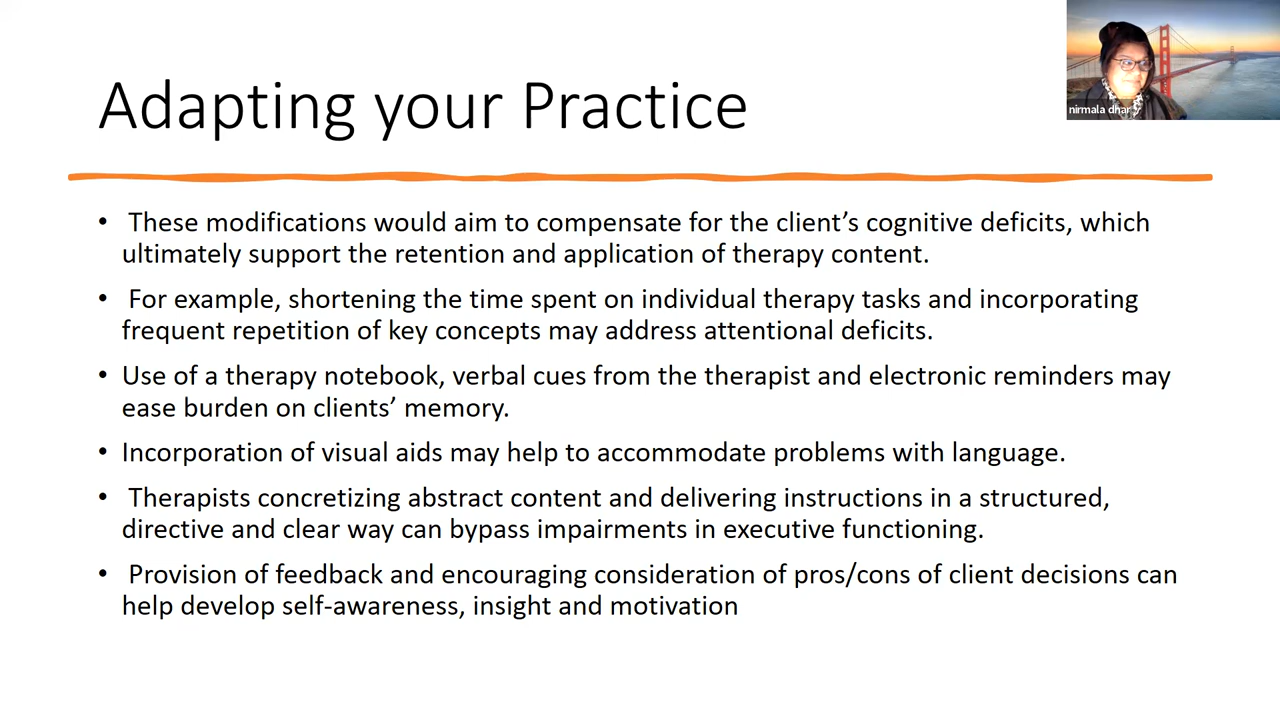 Adapting your Practice
nirmala dhar
• These modifications would aim to compensate for the client’s cognitive deficits, which
ultimately support the retention and application of therapy content.
• For example, shortening the time spent on individual therapy tasks and incorporating
frequent repetition of key concepts may address attentional deficits.
• Use of a therapy notebook, verbal cues from the therapist and electronic reminders may
ease burden on clients’ memory.
• Incorporation of visual aids may help to accommodate problems with language.
• Therapists concretizing abstract content and delivering instructions in a structured,
directive and clear way can bypass impairments in executive functioning.
• Provision of feedback and encouraging consideration of pros/cons of client decisions can
help develop self-awareness, insight and motivation